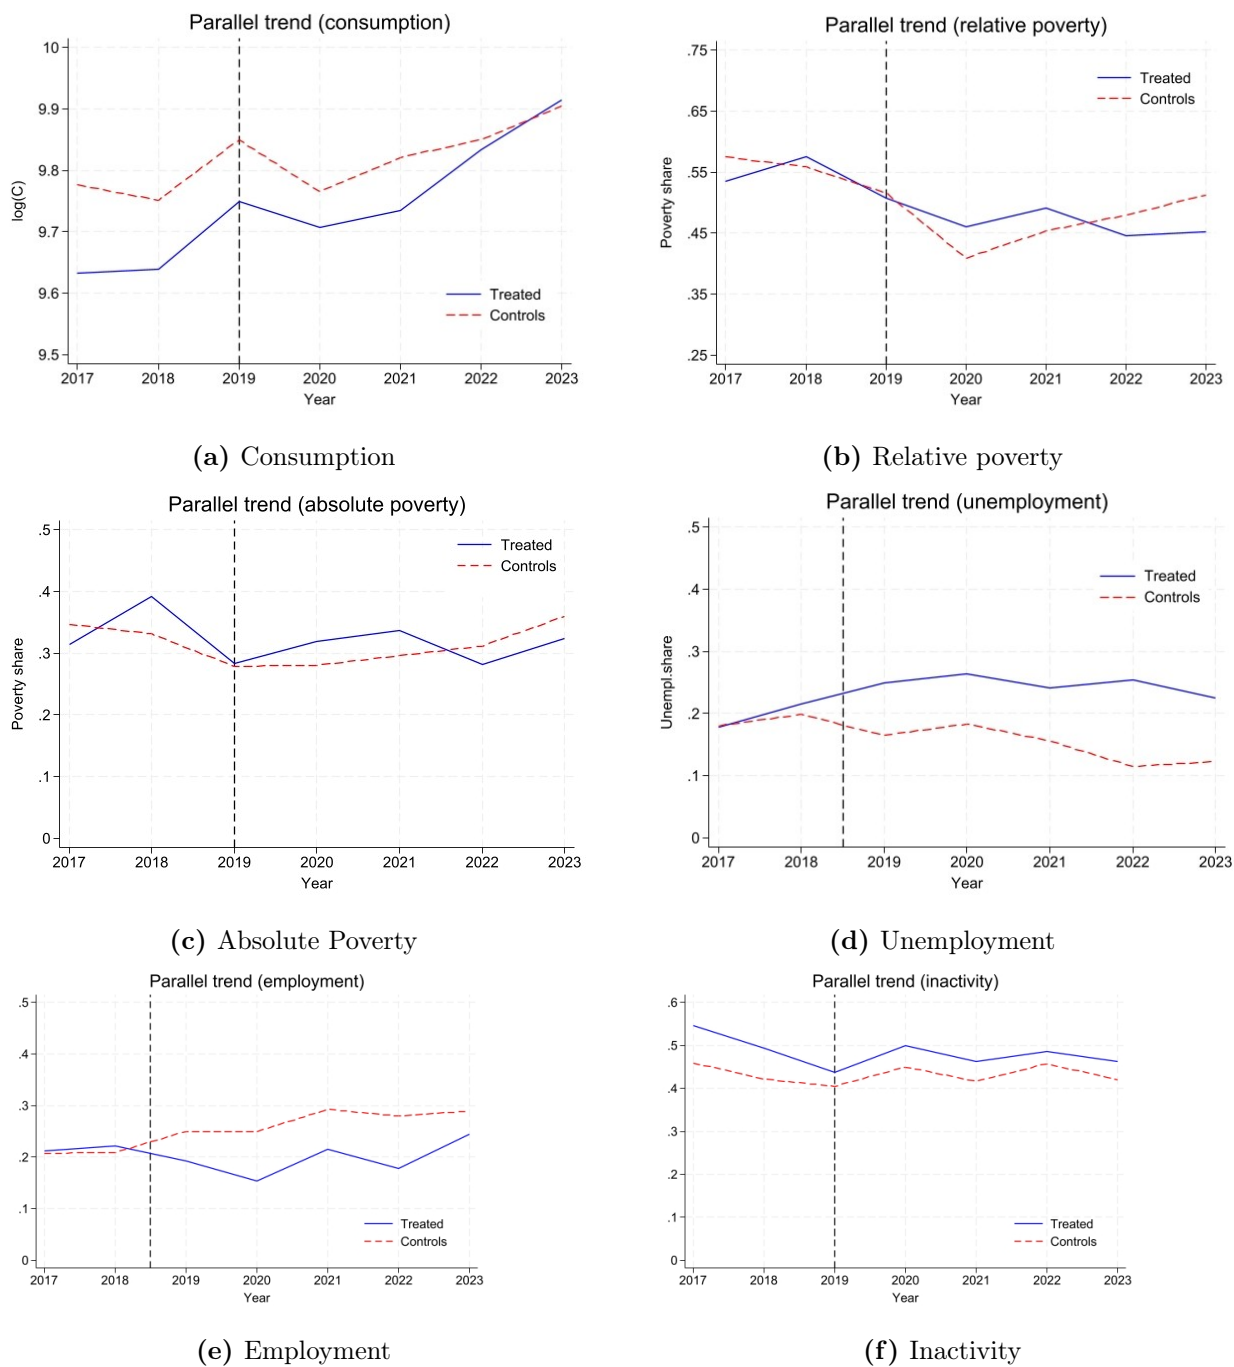 Parallel trend (consumption)
10
9.9
9.8
9.7
9.6
9.5
log(C)
Treated
Controls
2017 2018 2019 2020 2021 2022 2023
Year
(a) Consumption
Parallel trend (relative poverty)
.75
.65
.55
.45
.35
.25
Poverty share
Treated
Controls
2017 2018 2019 2020 2021 2022 2023
Year
(b) Relative poverty
Parallel trend (absolute poverty)
.5
.4
.3
.2
.1
0
Poverty share
Treated
Controls
2017 2018 2019 2020 2021 2022 2023
Year
(c) Absolute Poverty
Parallel trend (unemployment)
.5
.4
.3
.2
.1
0
Unempl.share
Treated
Controls
2017 2018 2019 2020 2021 2022 2023
Year
(d) Unemployment
Parallel trend (employment)
.5
.4
.3
.2
.1
0
Treated
Controls
2017 2018 2019 2020 2021 2022 2023
Year
(e) Employment
Parallel trend (inactivity)
.6
.5
.4
.3
.2
.1
0
Treated
Controls
2017 2018 2019 2020 2021 2022 2023
Year
(f) Inactivity